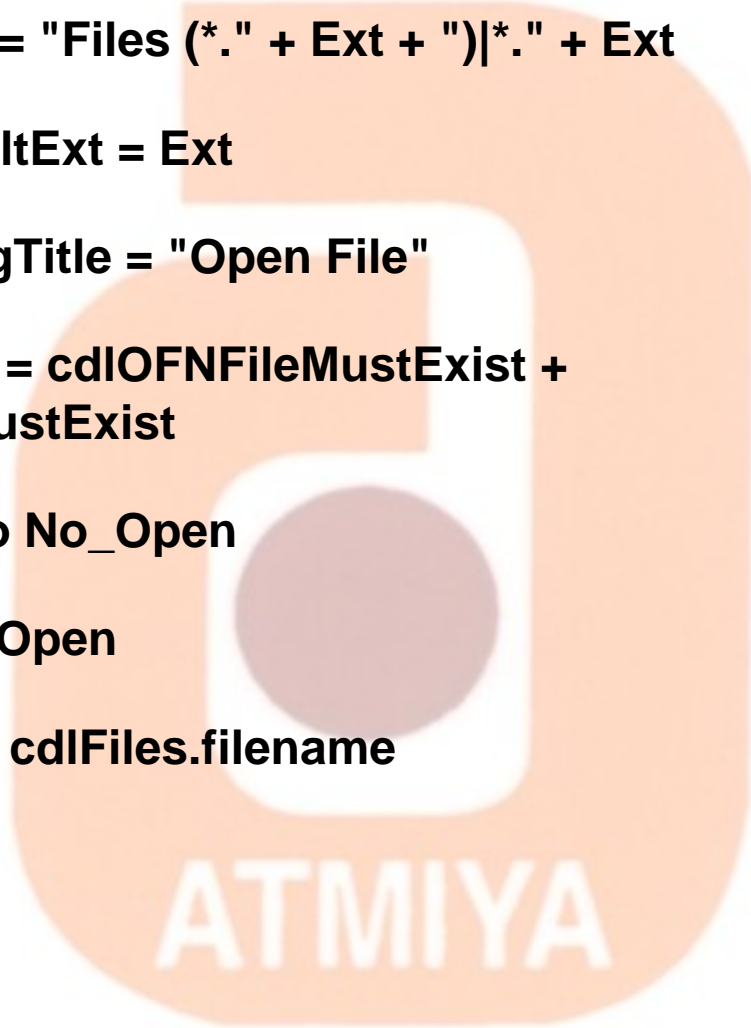 = "Files (*." + Ext + ")|*." + Ext
ltExt = Ext
gTitle = "Open File"
= cdlOFNFileMustExist +
ustExist
o No_Open
Open
cdlFiles.filename
ATMIYA